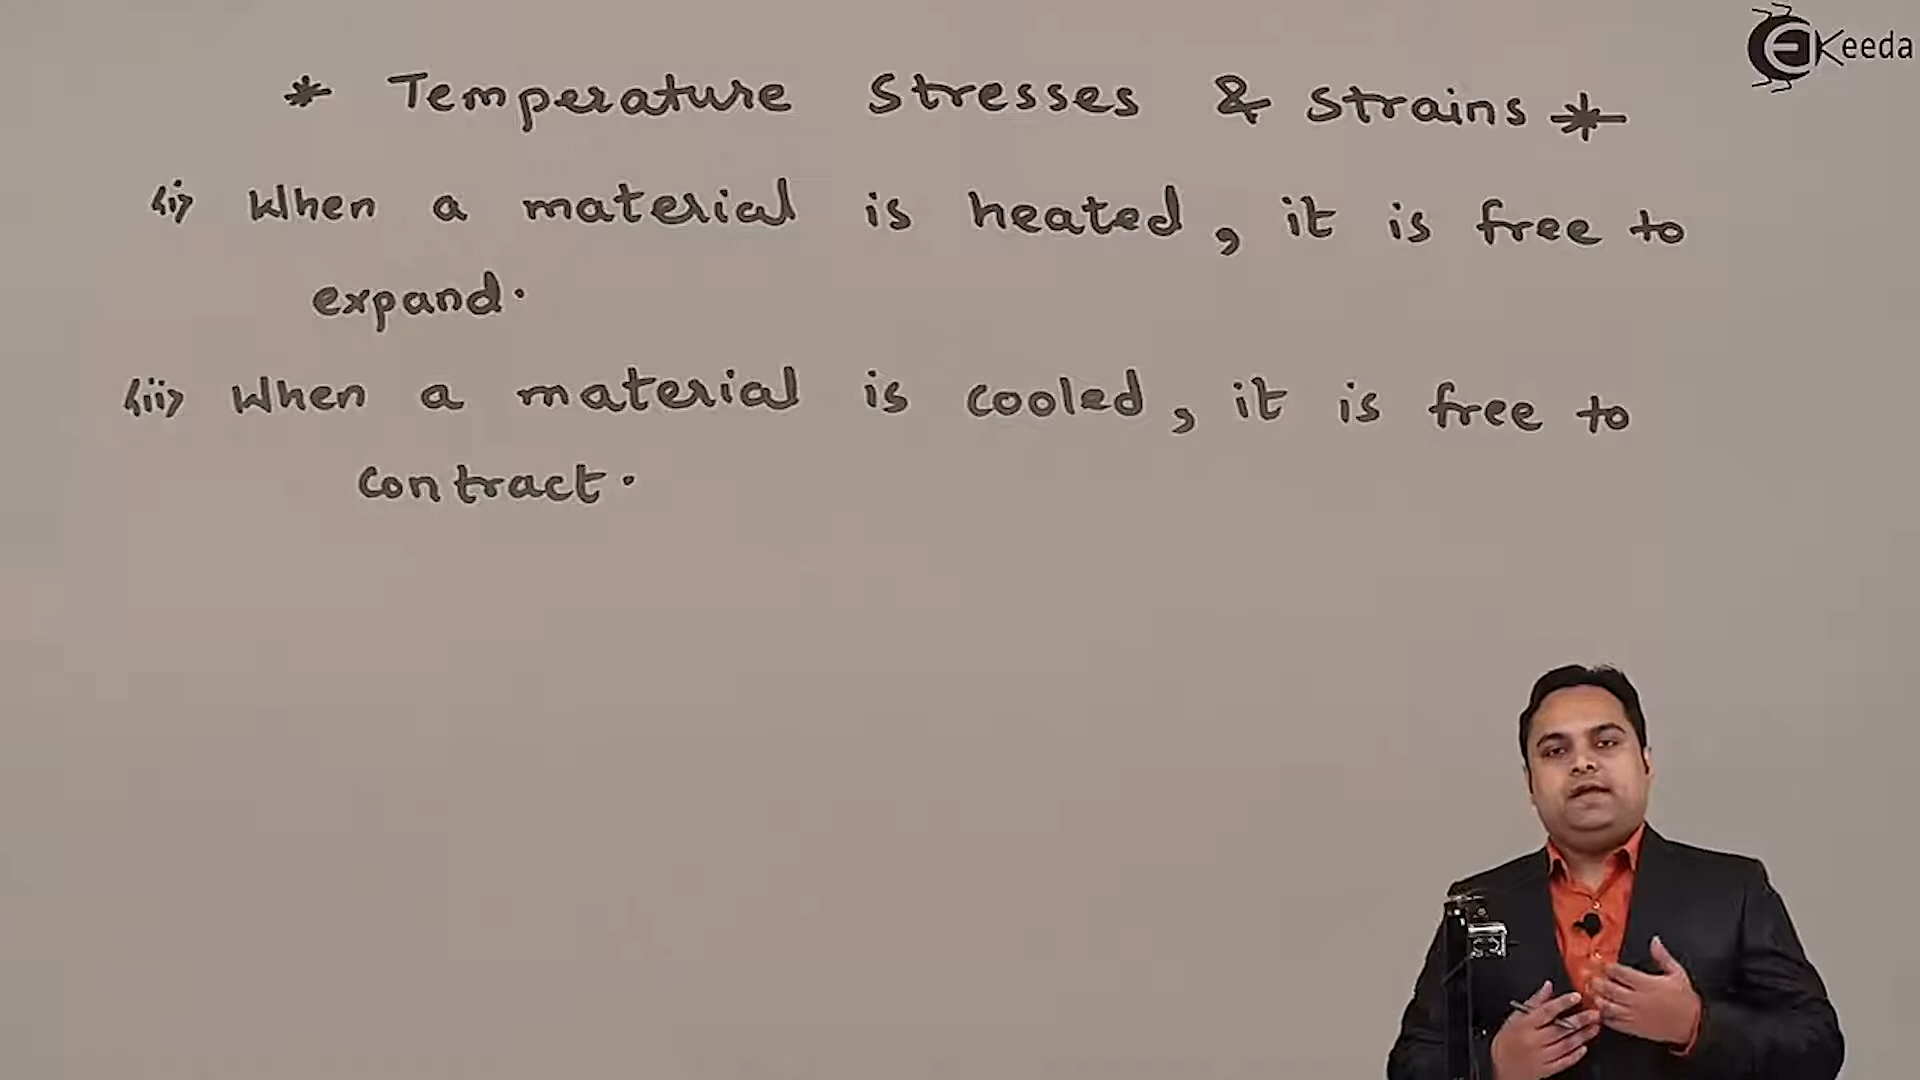 * Temperature Stresses & Strains *
(i) When a material is heated, it is free to
expand.
(ii) When a material is cooled, it is free to
contract.
Ekeeda